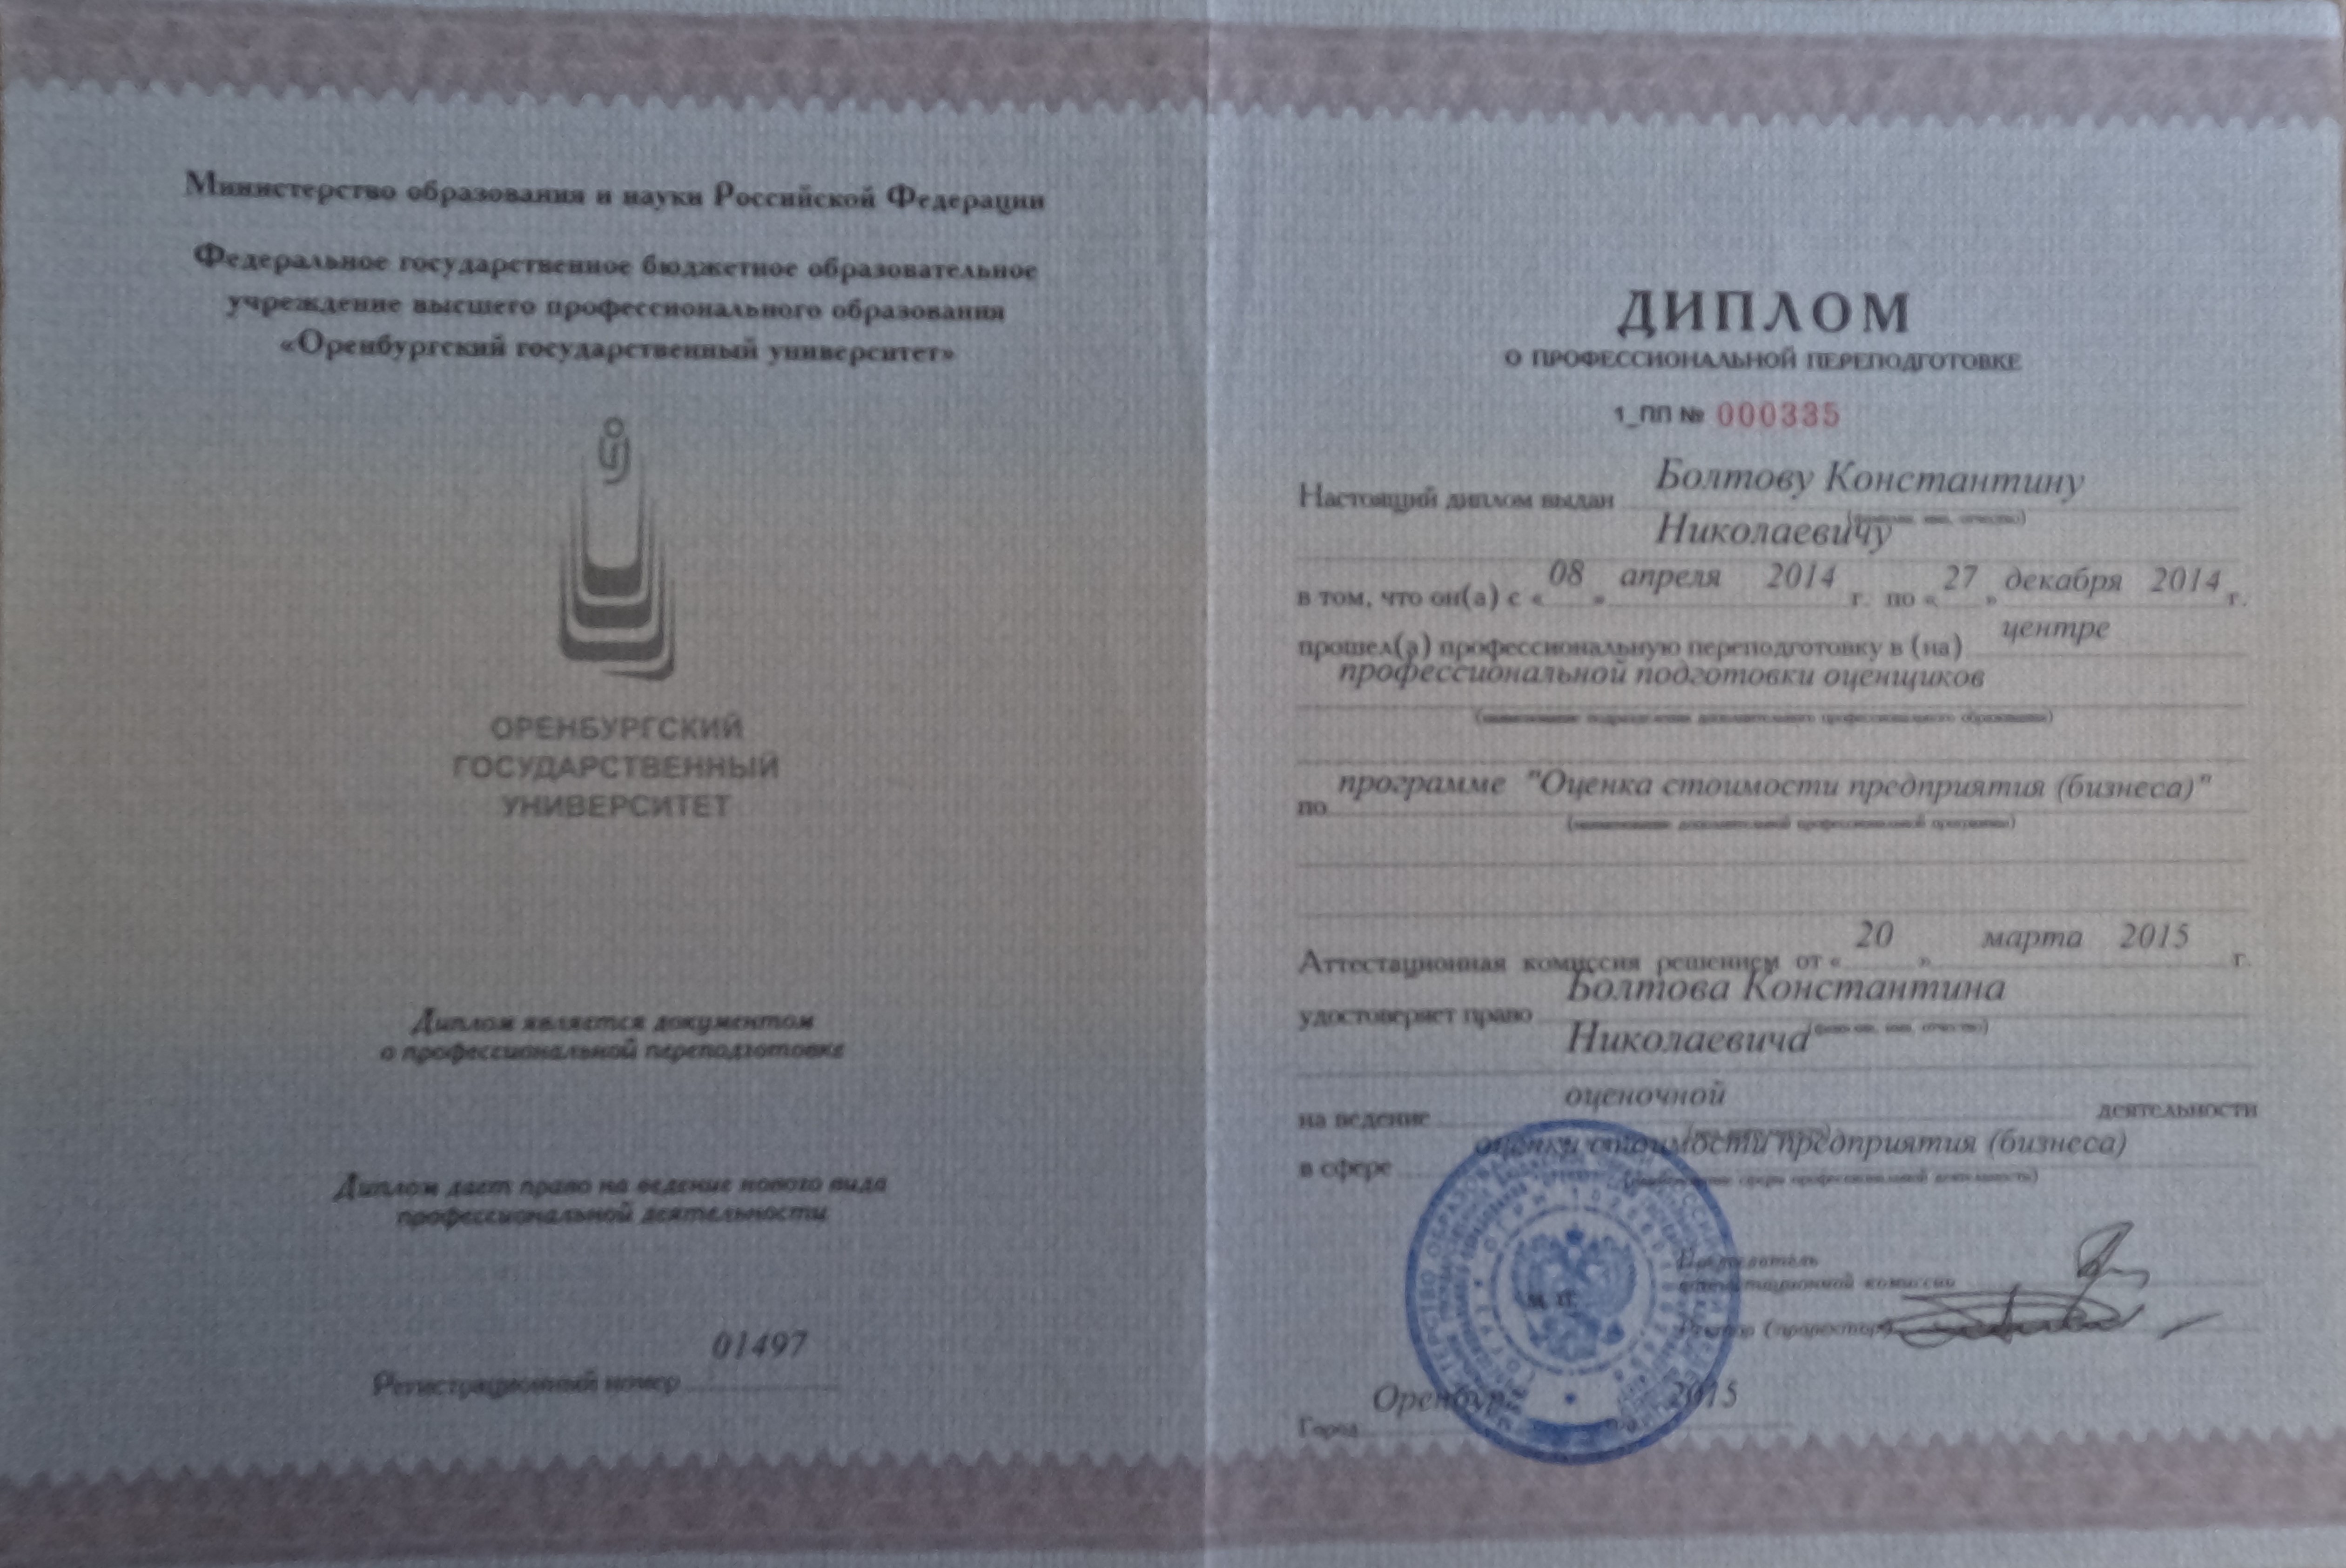 Министерство образования и науки Российской Федерации
Федеральное государственное бюджетное образовательное
учреждение высшего профессионального образования
«Оренбургский государственный университет»
ОРЕНБУРГСКИЙ
ГОСУДАРСТВЕННЫЙ
УНИВЕРСИТЕТ
Диплом является документом
о профессиональной переподготовке
Диплом дает право на ведение нового вида
профессиональной деятельности
Регистрационный номер 01497
ДИПЛОМ
О ПРОФЕССИОНАЛЬНОЙ ПЕРЕПОДГОТОВКЕ
1_ПП № 000335
Настоящий диплом выдан Болтову Константину
(фамилия, имя, отчество)
Николаевичу
в том, что он(а) с «08» апреля 2014 г. по «27» декабря 2014 г.
прошел(а) профессиональную переподготовку в (на) центре
профессиональной подготовки оценщиков
(наименование подразделения дополнительного профессионального образования)
по программе "Оценка стоимости предприятия (бизнеса)"
(наименование дополнительной профессиональной программы)
Аттестационная комиссия решением от «20» марта 2015 г.
удостоверяет право Болтова Константина
(фамилия, имя, отчество)
Николаевича
на ведение оценочной деятельности
в сфере оценки стоимости предприятия (бизнеса)
(наименование сферы профессиональной деятельности)
Председатель
аттестационной комиссии
М. П.
Ректор (проректор)
Город Оренбург 2015